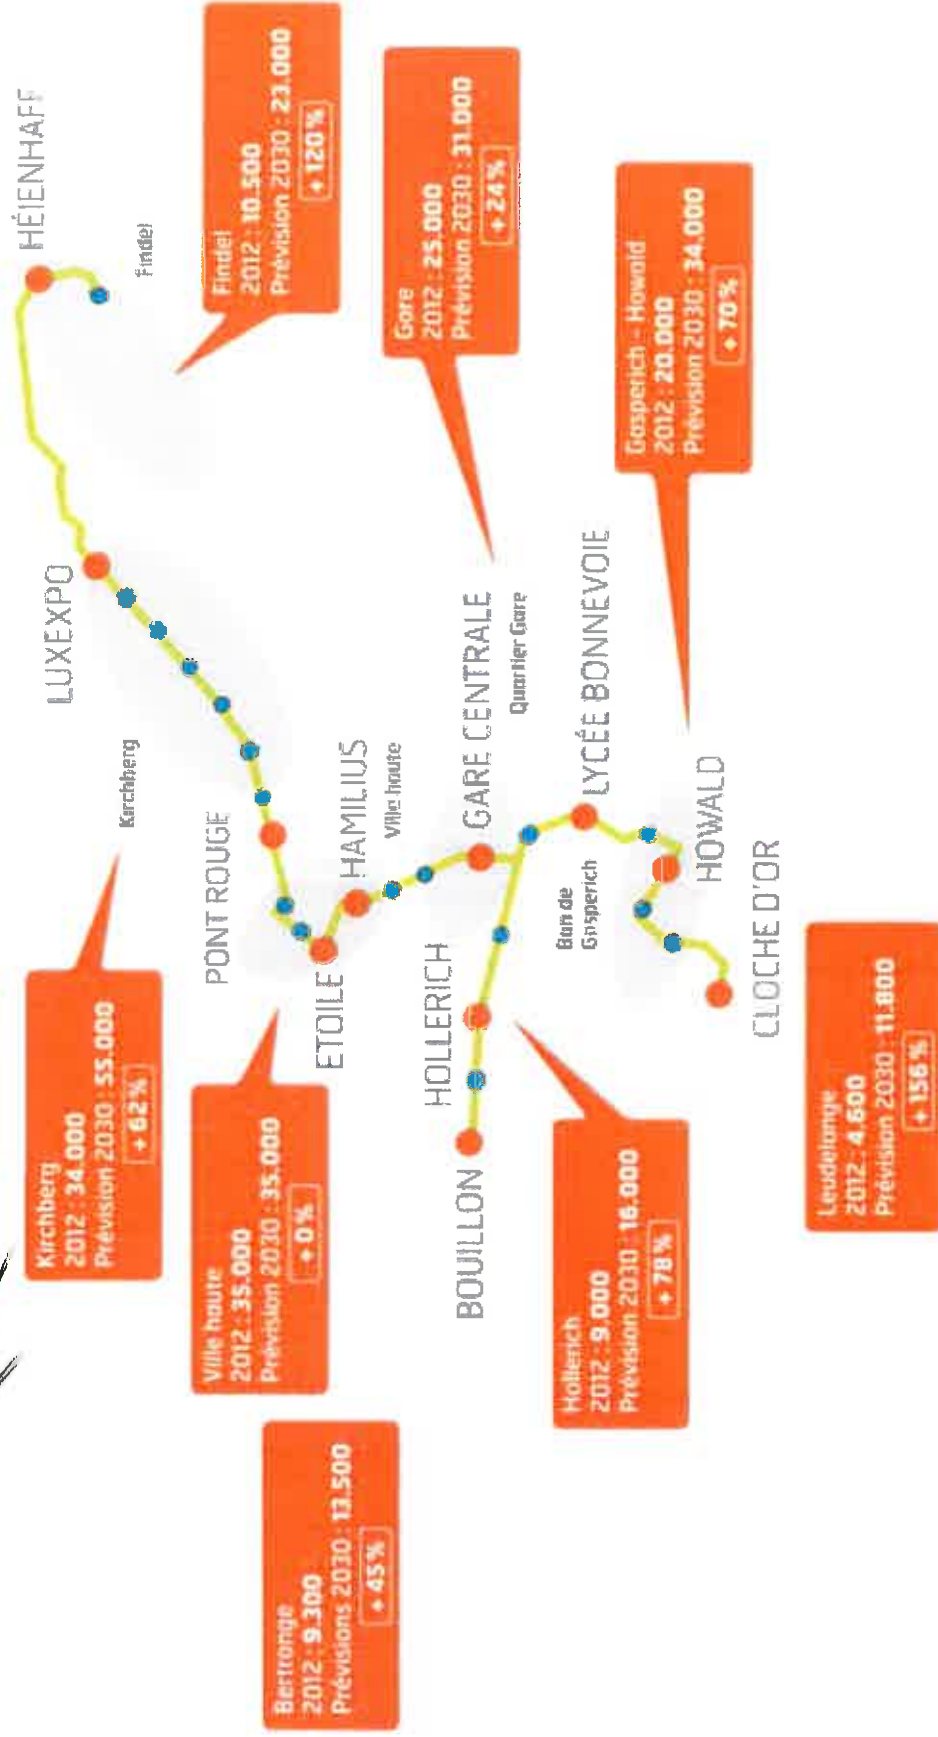 Bertrange
2012 : 9.300
Prévisions 2030 : 13.500
+ 45%
Kirchberg
2012 : 34.000
Prévision 2030 : 55.000
+ 62%
Ville haute
2012 : 35.000
Prévision 2030 : 35.000
+ 0%
Hollerich
2012 : 9.000
Prévision 2030 : 16.000
+ 78%
Leudelange
2012 : 4.600
Prévision 2030 : 11.800
+ 156%
BOUILLON
HOLLERICH
ETOILE
PONT ROUGE
HAMILIUS
Ville haute
Kirchberg
LUXEXPO
HÉIENHAFF
Findel
GARE CENTRALE
Quartier Gare
LYCÉE BONNEVOIE
Ban de
Gasperich
HOWALD
CLOCHE D'OR
Findel
2012 : 10.500
Prévision 2030 : 23.000
+ 120%
Gare
2012 : 25.000
Prévision 2030 : 31.000
+ 24%
Gasperich - Howald
2012 : 20.000
Prévision 2030 : 34.000
+ 70%